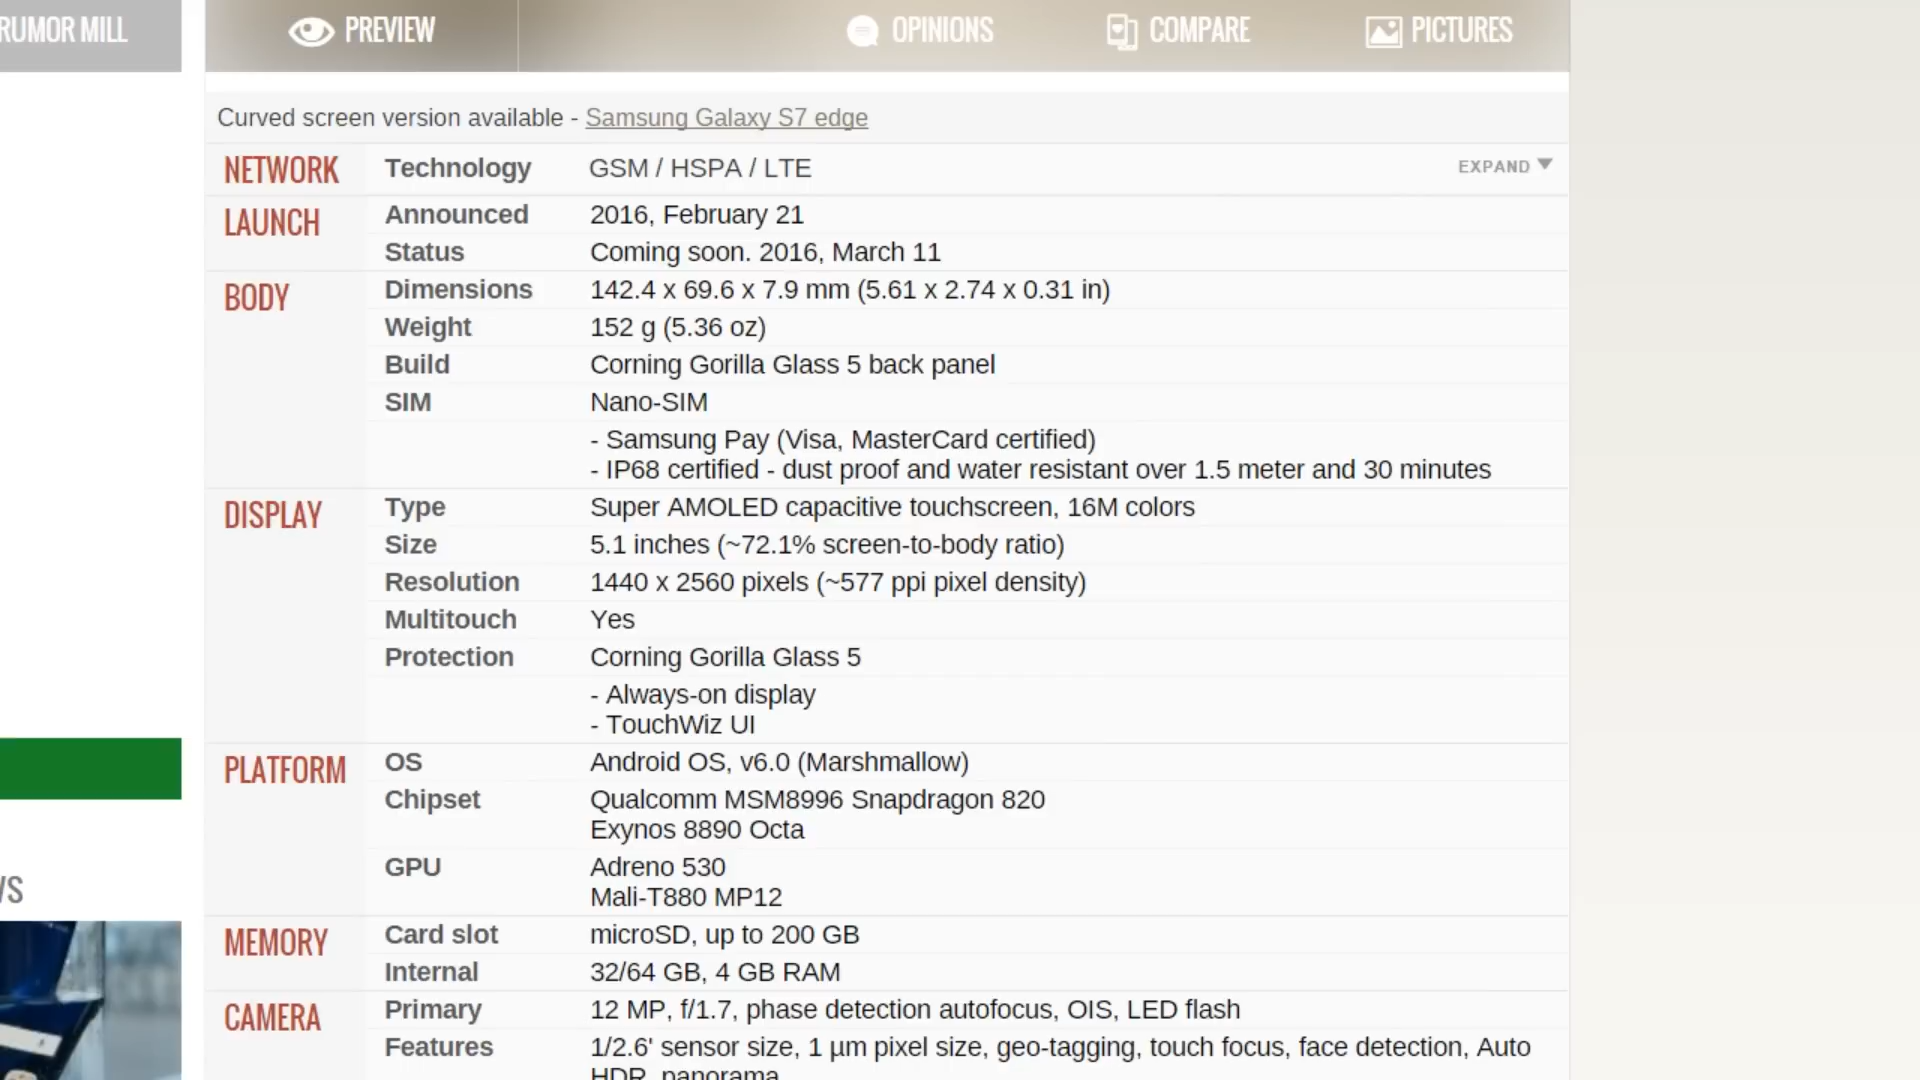 RUMOR MILL
PREVIEW
OPINIONS
COMPARE
PICTURES
Curved screen version available - Samsung Galaxy S7 edge
NETWORK Technology GSM / HSPA / LTE EXPAND
LAUNCH Announced 2016, February 21
Status Coming soon. 2016, March 11
BODY Dimensions 142.4 x 69.6 x 7.9 mm (5.61 x 2.74 x 0.31 in)
Weight 152 g (5.36 oz)
Build Corning Gorilla Glass 5 back panel
SIM Nano-SIM
- Samsung Pay (Visa, MasterCard certified)
- IP68 certified - dust proof and water resistant over 1.5 meter and 30 minutes
DISPLAY Type Super AMOLED capacitive touchscreen, 16M colors
Size 5.1 inches (~72.1% screen-to-body ratio)
Resolution 1440 x 2560 pixels (~577 ppi pixel density)
Multitouch Yes
Protection Corning Gorilla Glass 5
- Always-on display
- TouchWiz UI
PLATFORM OS Android OS, v6.0 (Marshmallow)
Chipset Qualcomm MSM8996 Snapdragon 820
Exynos 8890 Octa
GPU Adreno 530
Mali-T880 MP12
WS
MEMORY Card slot microSD, up to 200 GB
Internal 32/64 GB, 4 GB RAM
CAMERA Primary 12 MP, f/1.7, phase detection autofocus, OIS, LED flash
Features 1/2.6' sensor size, 1 µm pixel size, geo-tagging, touch focus, face detection, Auto
HDR, panorama